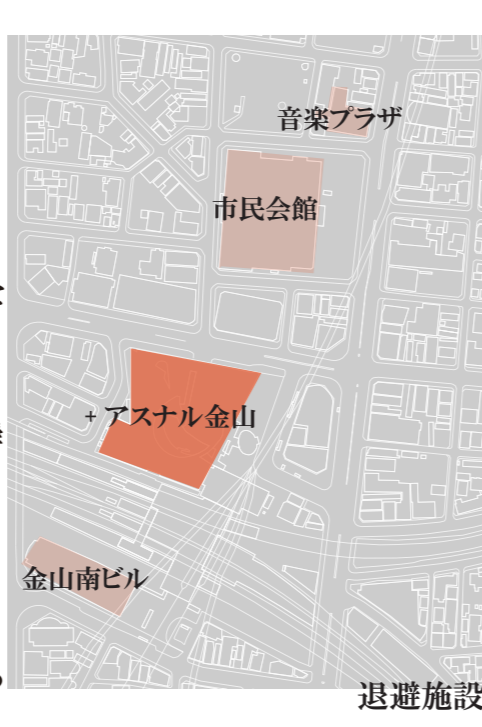 音楽プラザ
市民会館
+ アスナル金山
金山南ビル
退避施設